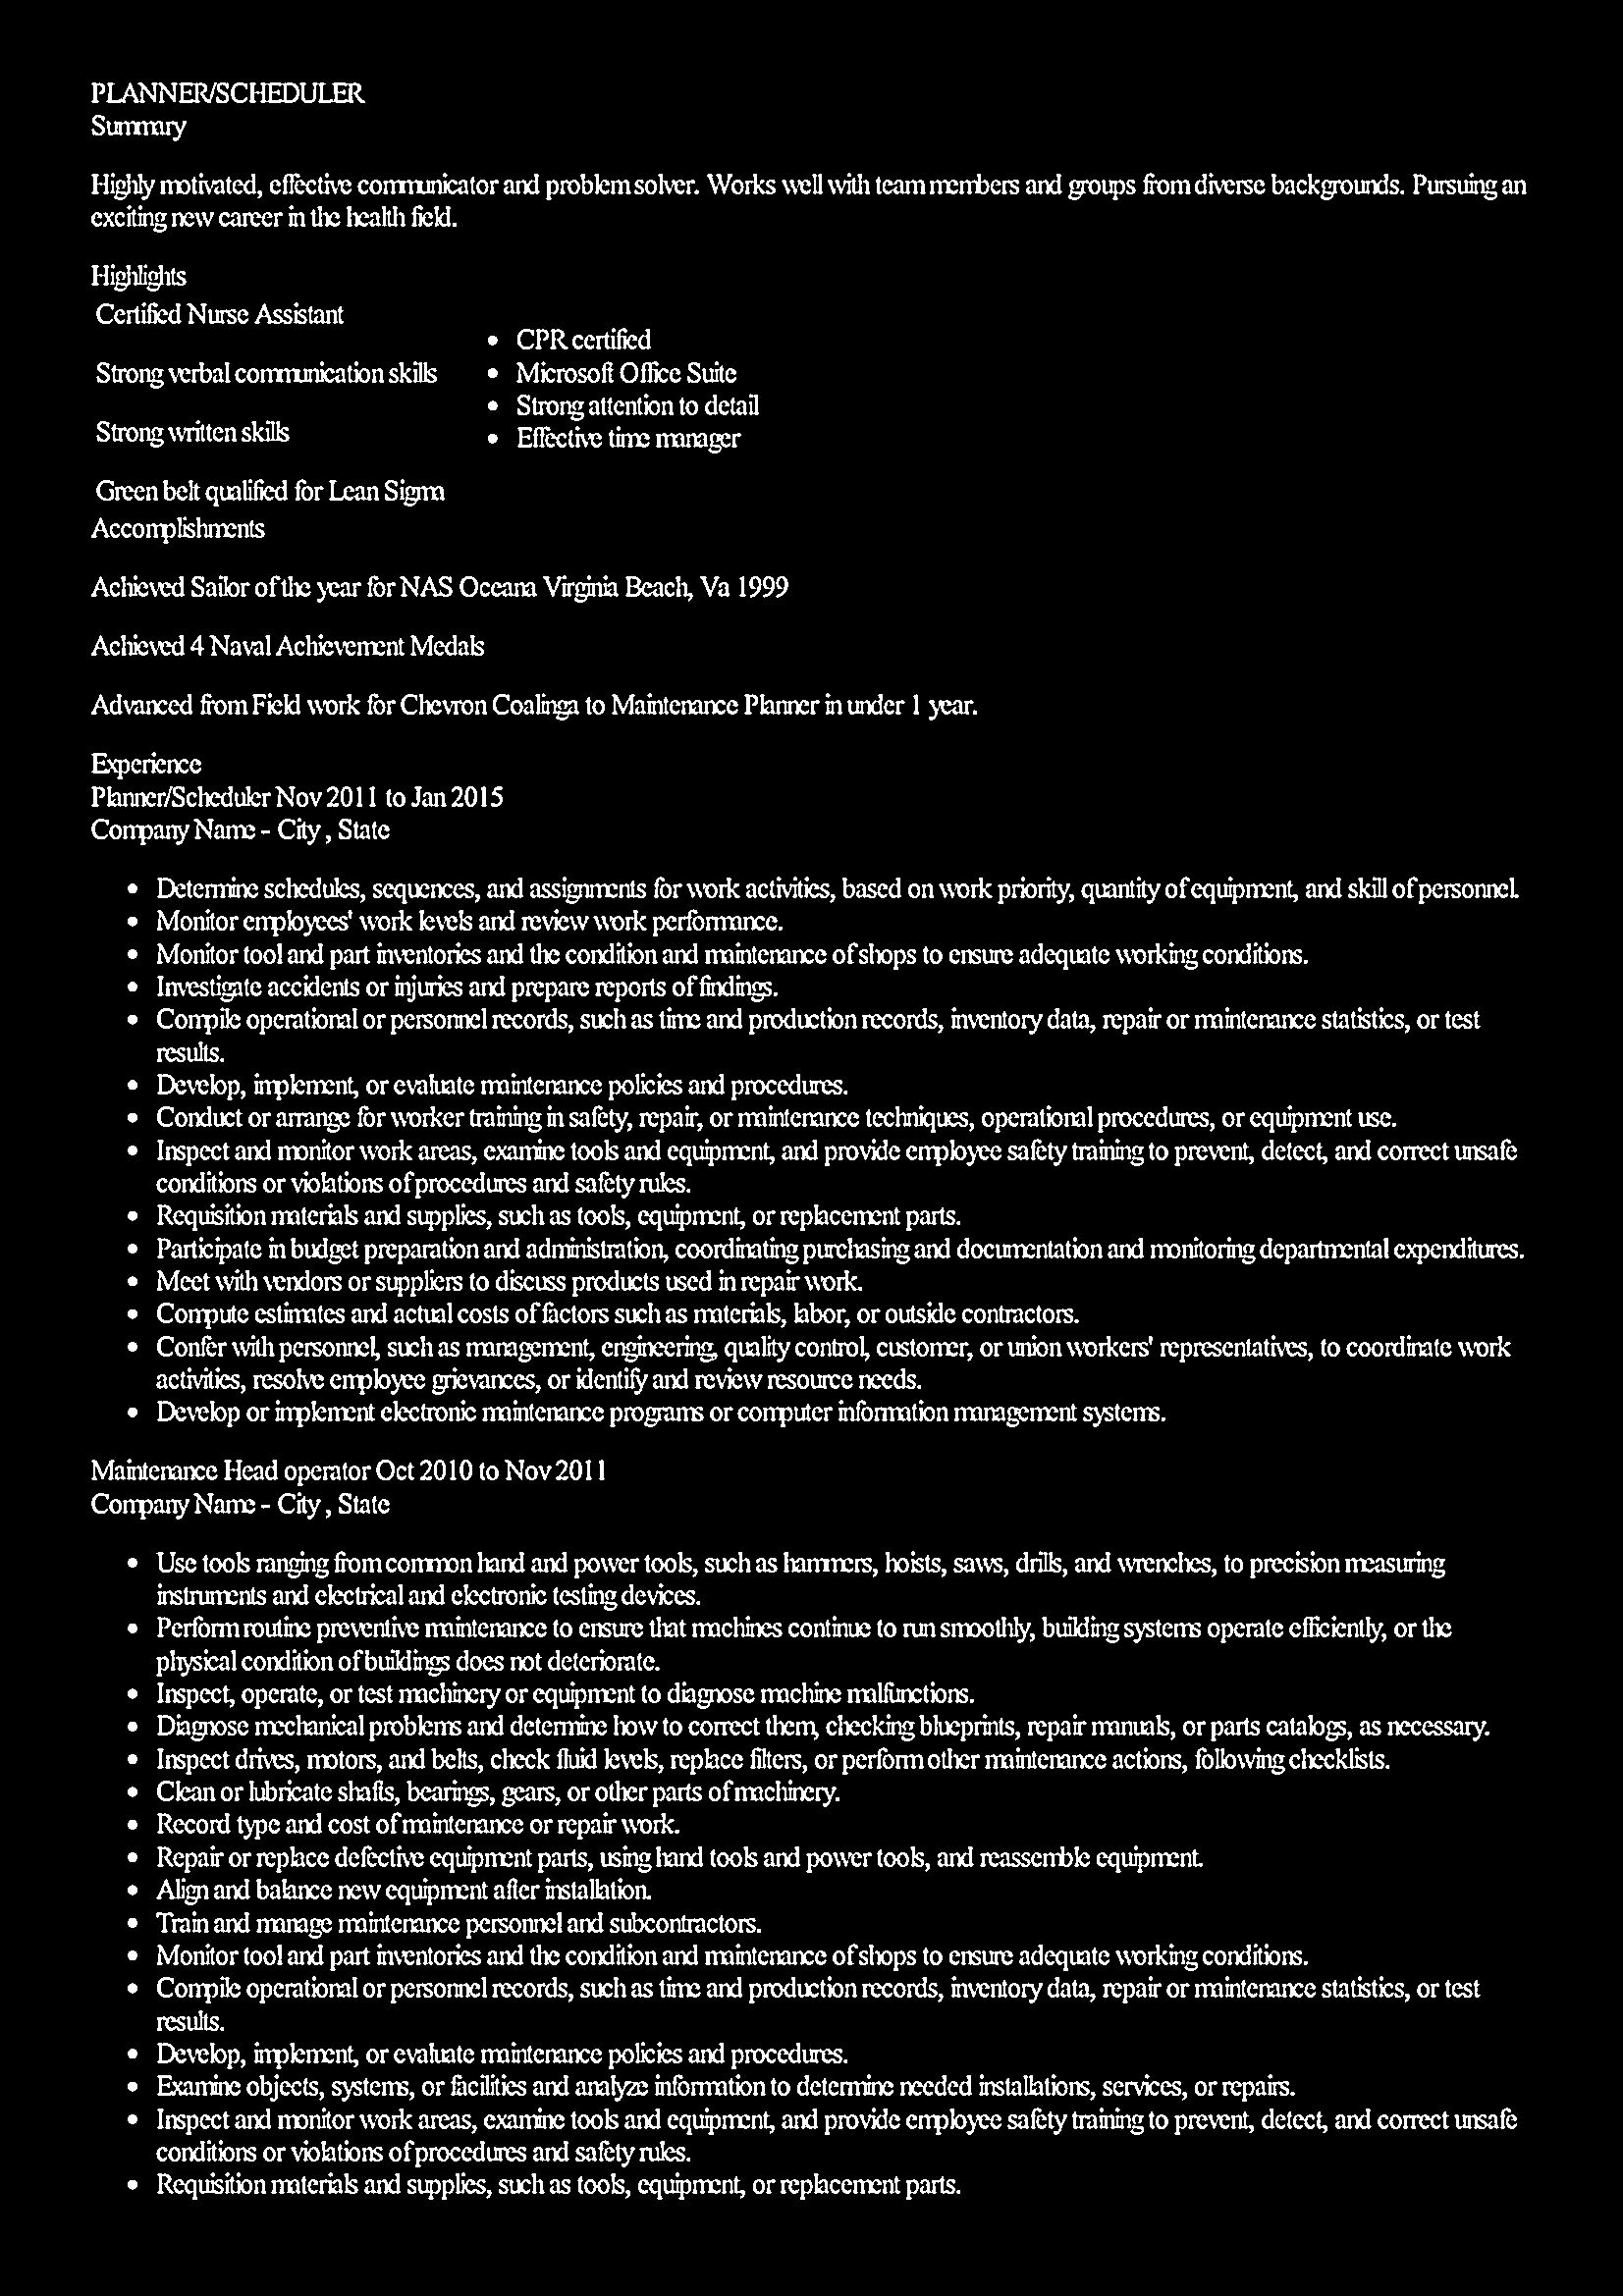 PLANNER/SCHEDULER
Summary
Highly motivated, effective communicator and problem solver. Works well with team members and groups from diverse backgrounds. Pursuing an
exciting new career in the health field.
Highlights
Certified Nurse Assistant
Strong verbal communication skills
Strong written skills
Green belt qualified for Lean Sigma
• CPR certified
• Microsoft Office Suite
• Strong attention to detail
• Effective time manager
Accomplishments
Achieved Sailor of the year for NAS Oceana Virginia Beach, Va 1999
Achieved 4 Naval Achievement Medals
Advanced from Field work for Chevron Coalinga to Maintenance Planner in under 1 year.
Experience
Planner/Scheduler Nov 2011 to Jan 2015
Company Name - City , State
• Determine schedules, sequences, and assignments for work activities, based on work priority, quantity of equipment, and skill of personnel.
• Monitor employees' work levels and review work performance.
• Monitor tool and part inventories and the condition and maintenance of shops to ensure adequate working conditions.
• Investigate accidents or injuries and prepare reports of findings.
• Compile operational or personnel records, such as time and production records, inventory data, repair or maintenance statistics, or test
results.
• Develop, implement, or evaluate maintenance policies and procedures.
• Conduct or arrange for worker training in safety, repair, or maintenance techniques, operational procedures, or equipment use.
• Inspect and monitor work areas, examine tools and equipment, and provide employee safety training to prevent, detect, and correct unsafe
conditions or violations of procedures and safety rules.
• Requisition materials and supplies, such as tools, equipment, or replacement parts.
• Participate in budget preparation and administration, coordinating purchasing and documentation and monitoring departmental expenditures.
• Meet with vendors or suppliers to discuss products used in repair work.
• Compute estimates and actual costs of factors such as materials, labor, or outside contractors.
• Confer with personnel, such as management, engineering, quality control, customer, or union workers' representatives, to coordinate work
activities, resolve employee grievances, or identify and review resource needs.
• Develop or implement electronic maintenance programs or computer information management systems.
Maintenance Head operator Oct 2010 to Nov 2011
Company Name - City , State
• Use tools ranging from common hand and power tools, such as hammers, hoists, saws, drills, and wrenches, to precision measuring
instruments and electrical and electronic testing devices.
• Perform routine preventive maintenance to ensure that machines continue to run smoothly, building systems operate efficiently, or the
physical condition of buildings does not deteriorate.
• Inspect, operate, or test machinery or equipment to diagnose machine malfunctions.
• Diagnose mechanical problems and determine how to correct them, checking blueprints, repair manuals, or parts catalogs, as necessary.
• Inspect drives, motors, and belts, check fluid levels, replace filters, or perform other maintenance actions, following checklists.
• Clean or lubricate shafts, bearings, gears, or other parts of machinery.
• Record type and cost of maintenance or repair work.
• Repair or replace defective equipment parts, using hand tools and power tools, and reassemble equipment.
• Align and balance new equipment after installation.
• Train and manage maintenance personnel and subcontractors.
• Monitor tool and part inventories and the condition and maintenance of shops to ensure adequate working conditions.
• Compile operational or personnel records, such as time and production records, inventory data, repair or maintenance statistics, or test
results.
• Develop, implement, or evaluate maintenance policies and procedures.
• Examine objects, systems, or facilities and analyze information to determine needed installations, services, or repairs.
• Inspect and monitor work areas, examine tools and equipment, and provide employee safety training to prevent, detect, and correct unsafe
conditions or violations of procedures and safety rules.
• Requisition materials and supplies, such as tools, equipment, or replacement parts.